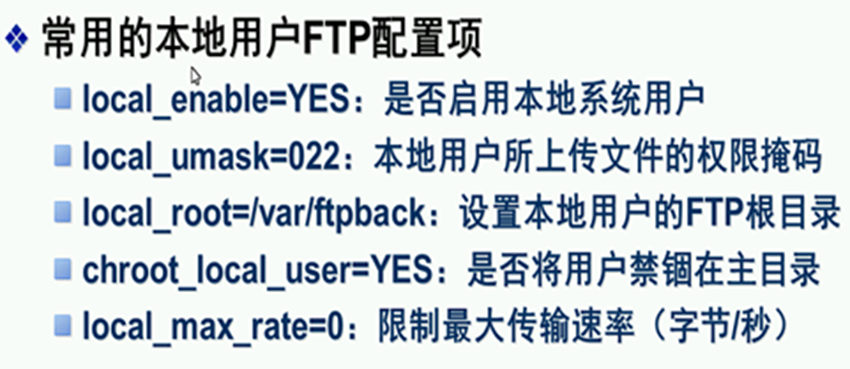 常用的本地用户FTP配置项
local_enable=YES：是否启用本地系统用户
local_umask=022：本地用户所上传文件的权限掩码
local_root=/var/ftpback：设置本地用户的FTP根目录
chroot_local_user=YES：是否将用户禁锢在主目录
local_max_rate=0：限制最大传输速率（字节/秒）